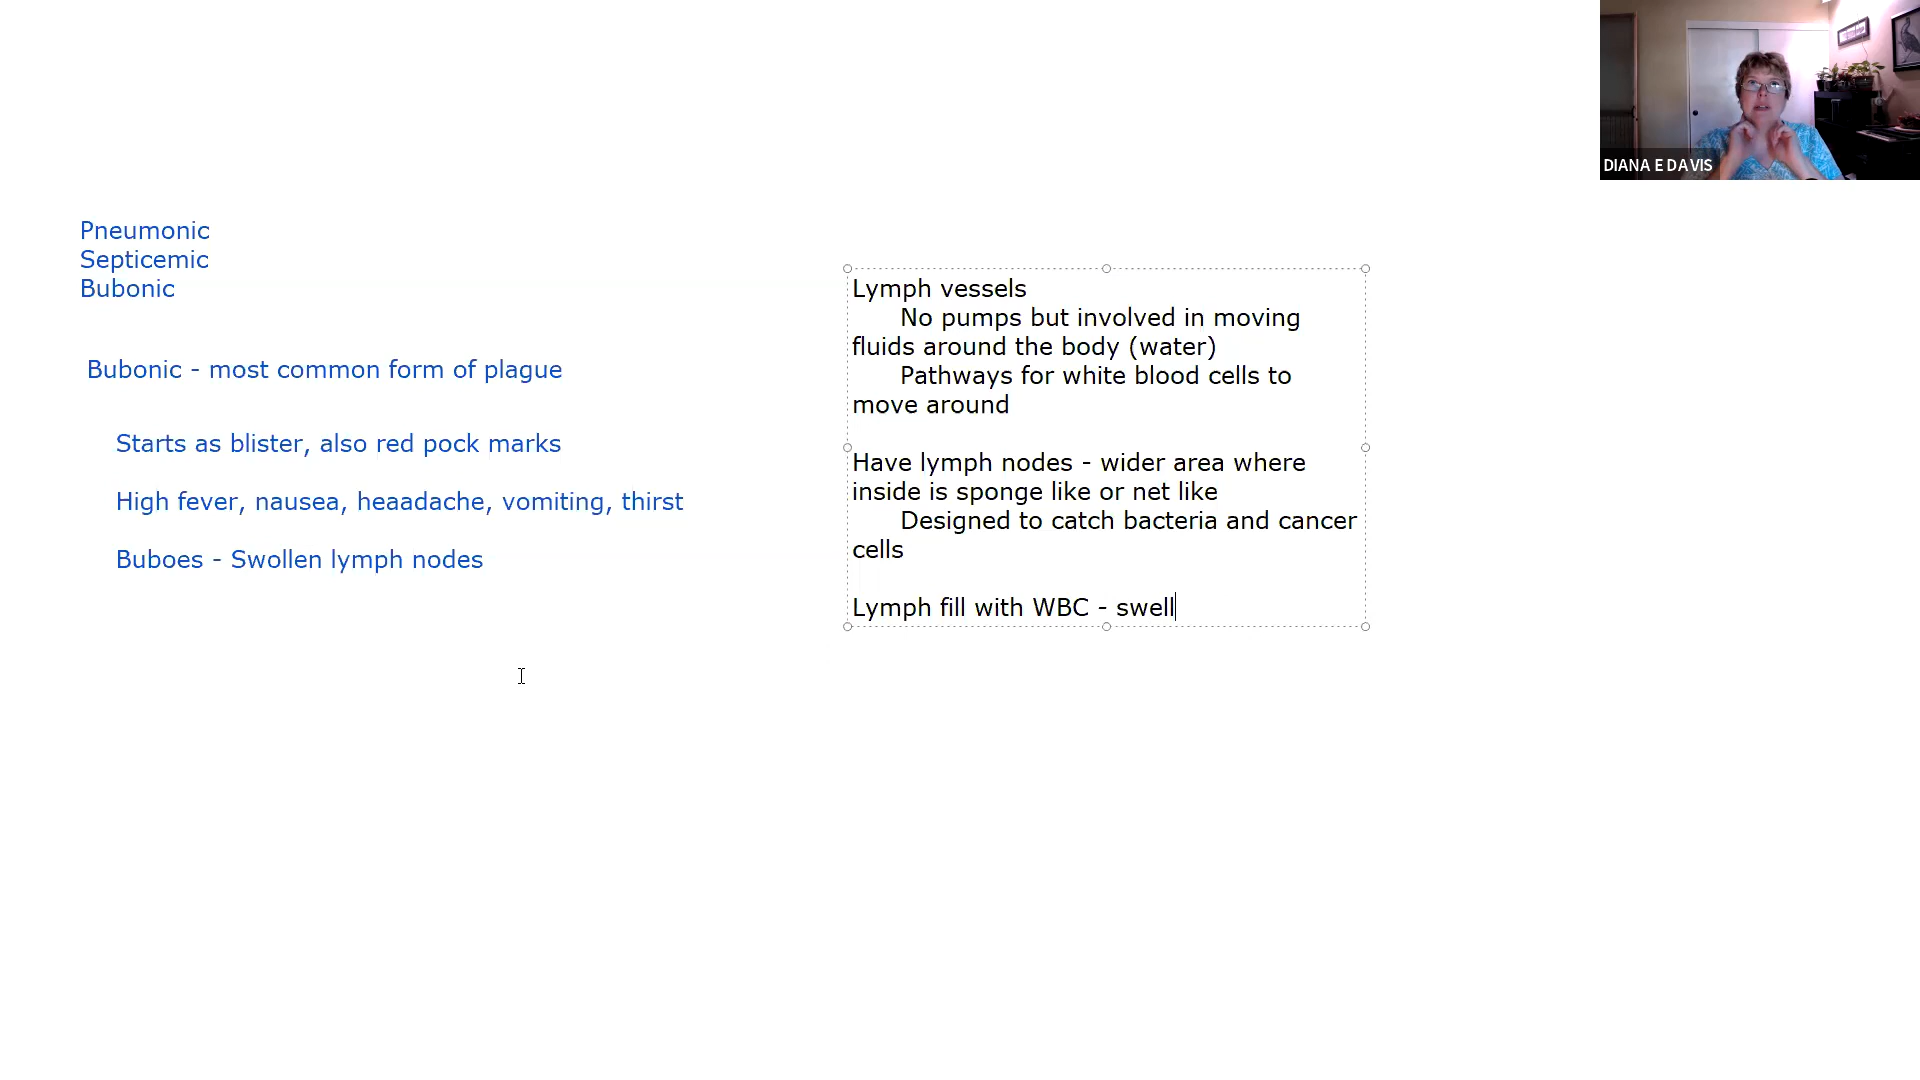 DIANA E DAVIS
Pneumonic
Septicemic
Bubonic
Bubonic - most common form of plague
Starts as blister, also red pock marks
High fever, nausea, heaadache, vomiting, thirst
Buboes - Swollen lymph nodes
Lymph vessels
No pumps but involved in moving
fluids around the body (water)
Pathways for white blood cells to
move around
Have lymph nodes - wider area where
inside is sponge like or net like
Designed to catch bacteria and cancer
cells
Lymph fill with WBC - swell